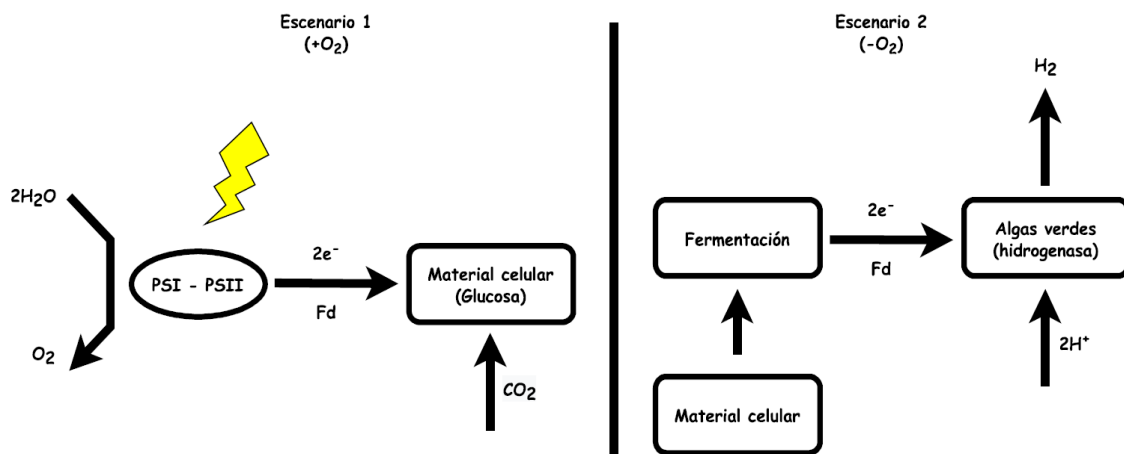 Escenario 1
(+O₂)
2H₂O
O₂
PSI - PSII
2e⁻
Fd
Material celular
(Glucosa)
CO₂
Escenario 2
(-O₂)
H₂
Fermentación
2e⁻
Fd
Algas verdes
(hidrogenasa)
2H⁺
Material celular